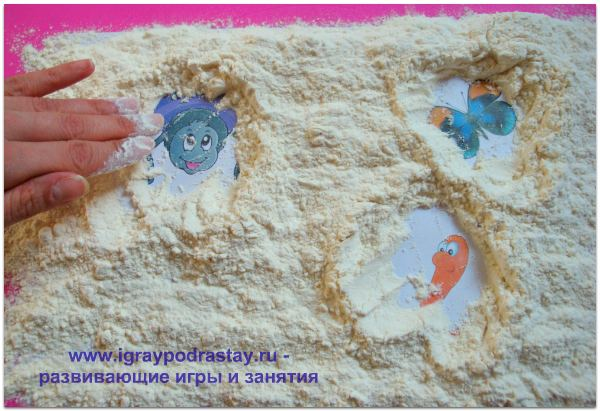 www.igraypodrastay.ru -
развивающие игры и занятия